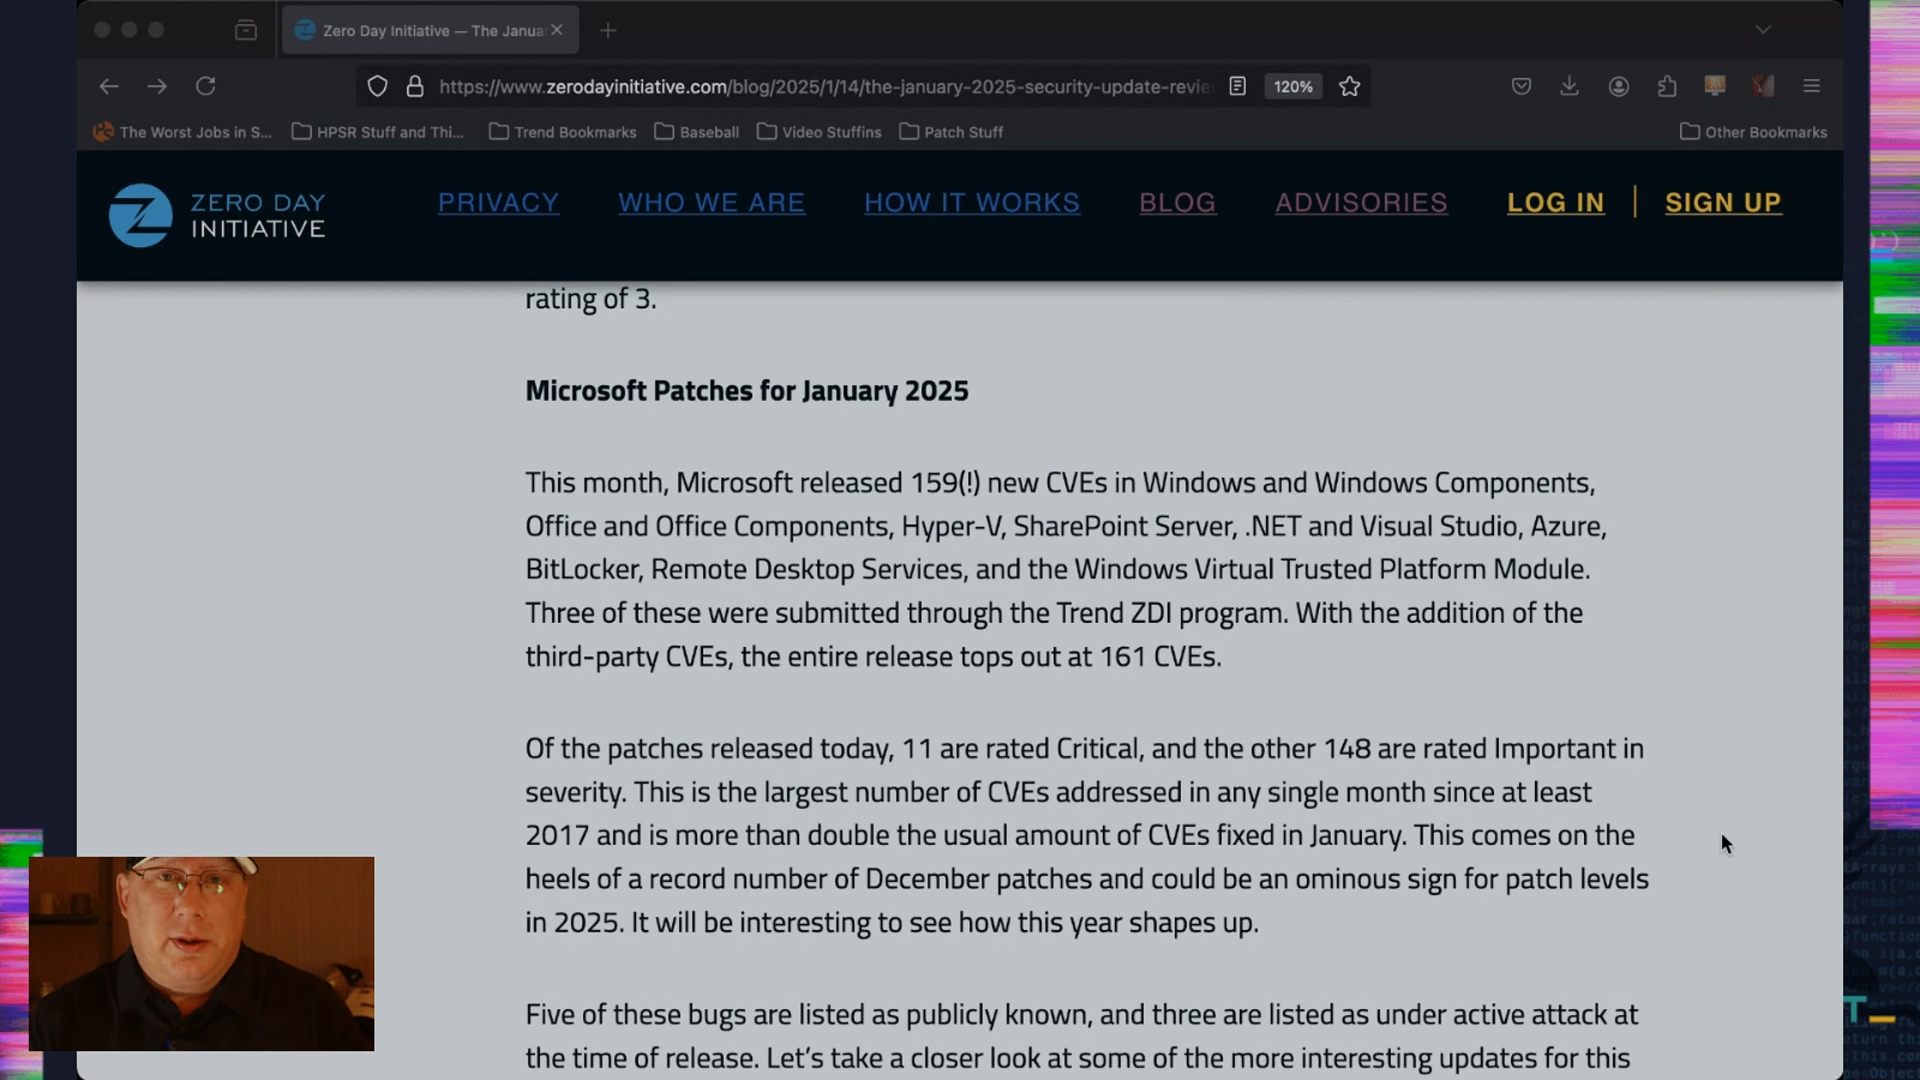 Zero Day Initiative — The Janua
https://www.zerodayinitiative.com/blog/2025/1/14/the-january-2025-security-update-revie
120%
The Worst Jobs in S...
HPSR Stuff and Thi...
Trend Bookmarks
Baseball
Video Stuffins
Patch Stuff
Other Bookmarks
ZERO DAY
INITIATIVE
PRIVACY
WHO WE ARE
HOW IT WORKS
BLOG
ADVISORIES
LOG IN
SIGN UP
rating of 3.
Microsoft Patches for January 2025
This month, Microsoft released 159(!) new CVEs in Windows and Windows Components,
Office and Office Components, Hyper-V, SharePoint Server, .NET and Visual Studio, Azure,
BitLocker, Remote Desktop Services, and the Windows Virtual Trusted Platform Module.
Three of these were submitted through the Trend ZDI program. With the addition of the
third-party CVEs, the entire release tops out at 161 CVEs.
Of the patches released today, 11 are rated Critical, and the other 148 are rated Important in
severity. This is the largest number of CVEs addressed in any single month since at least
2017 and is more than double the usual amount of CVEs fixed in January. This comes on the
heels of a record number of December patches and could be an ominous sign for patch levels
in 2025. It will be interesting to see how this year shapes up.
Five of these bugs are listed as publicly known, and three are listed as under active attack at
the time of release. Let's take a closer look at some of the more interesting updates for this
T_